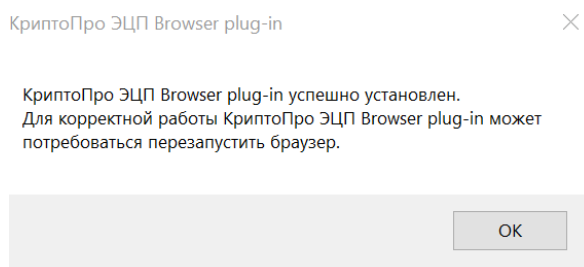 КриптоПро ЭЦП Browser plug-in
КриптоПро ЭЦП Browser plug-in успешно установлен.
Для корректной работы КриптоПро ЭЦП Browser plug-in может
потребоваться перезапустить браузер.
ОК